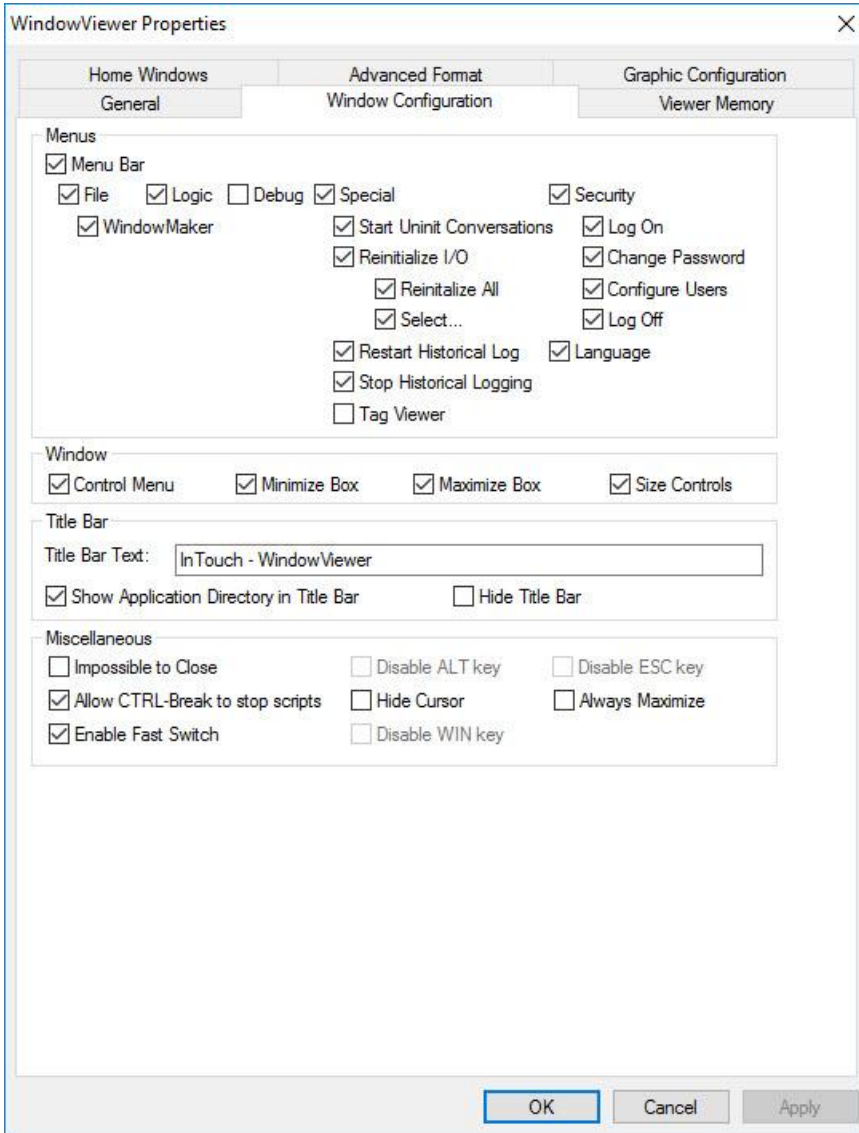 WindowViewer Properties
Home Windows Advanced Format Graphic Configuration
General Window Configuration Viewer Memory
Menus
Menu Bar
File Logic Debug Special Security
WindowMaker Start Uninit Conversations Log On
Reinitialize I/O Change Password
Reinitalize All Configure Users
Select... Log Off
Restart Historical Log Language
Stop Historical Logging
Tag Viewer
Window
Control Menu Minimize Box Maximize Box Size Controls
Title Bar
Title Bar Text: InTouch - WindowViewer
Show Application Directory in Title Bar Hide Title Bar
Miscellaneous
Impossible to Close Disable ALT key Disable ESC key
Allow CTRL-Break to stop scripts Hide Cursor Always Maximize
Enable Fast Switch Disable WIN key
OK Cancel Apply